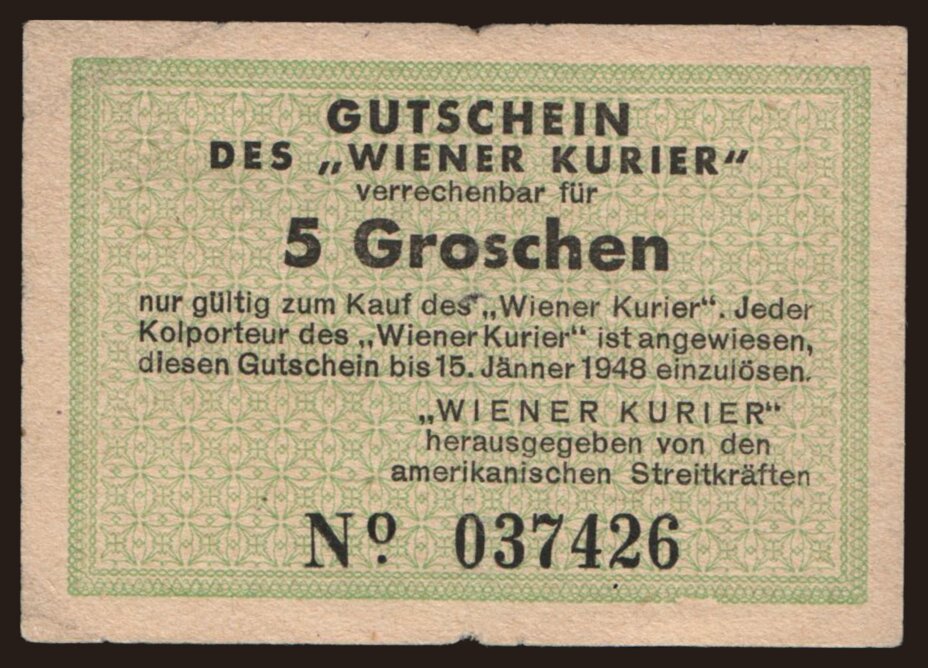 GUTSCHEIN
DES „WIENER KURIER"
verrechenbar für
5 Groschen
nur gültig zum Kauf des „Wiener Kurier“. Jeder
Kolporteur des „Wiener Kurier“ ist angewiesen,
diesen Gutschein bis 15. Jänner 1948 einzulösen.
„WIENER KURIER“
herausgegeben von den
amerikanischen Streitkräften
Nº. 037426